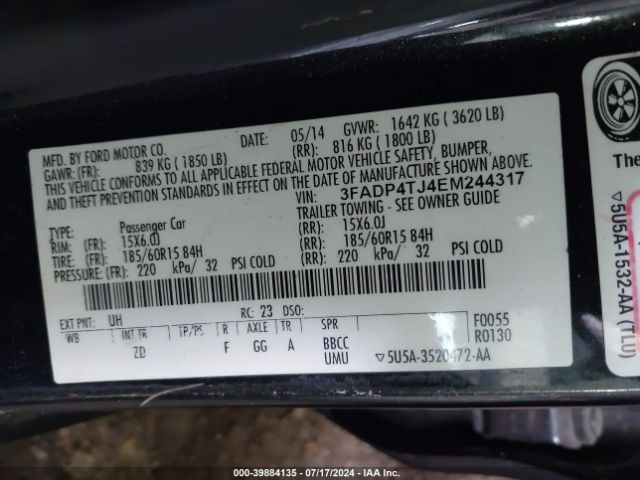 MFD. BY FORD MOTOR CO. DATE: 05/14 GVWR: 1642 KG ( 3620 LB)
GAWR: (FR): 839 KG ( 1850 LB) (RR): 816 KG ( 1800 LB)
THIS VEHICLE CONFORMS TO ALL APPLICABLE FEDERAL MOTOR VEHICLE SAFETY, BUMPER,
AND THEFT PREVENTION STANDARDS IN EFFECT ON THE DATE OF MANUFACTURE SHOWN ABOVE.
VIN: 3FADP4TJ4EM244317
TYPE: Passenger Car TRAILER TOWING - SEE OWNER GUIDE
RIM: (FR): 15X6.0J (RR): 15X6.0J
TIRE: (FR): 185/60R15 84H (RR): 185/60R15 84H
PRESSURE: (FR): 220 kPa/ 32 PSI COLD (RR): 220 kPa/ 32 PSI COLD
EXT PNT: UH RC: 23 DSO:
WB INT TR TP/PS R AXLE TR SPR F0055
ZD F GG A BBCC R0130
UMU ▽5U5A-3520472-AA
The
▽5U5A-1532-AA (TLU)
000-39884135 | 07/17/2024 | IAA Inc.